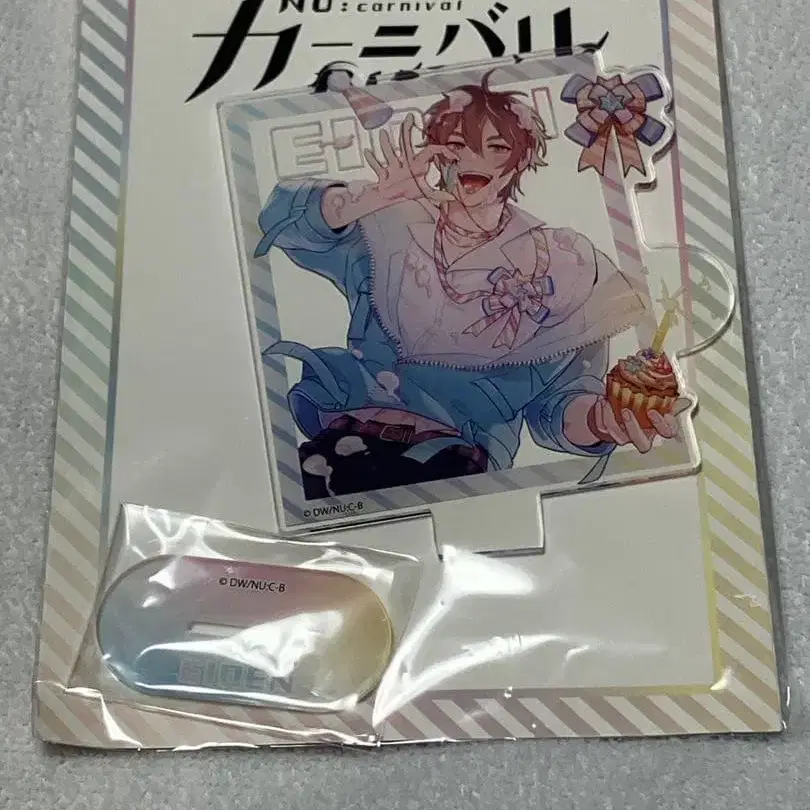 NU: carnival
カーニバル
EIDEN
© DW/NU:C-B
© DW/NU:C-B
EIDEN